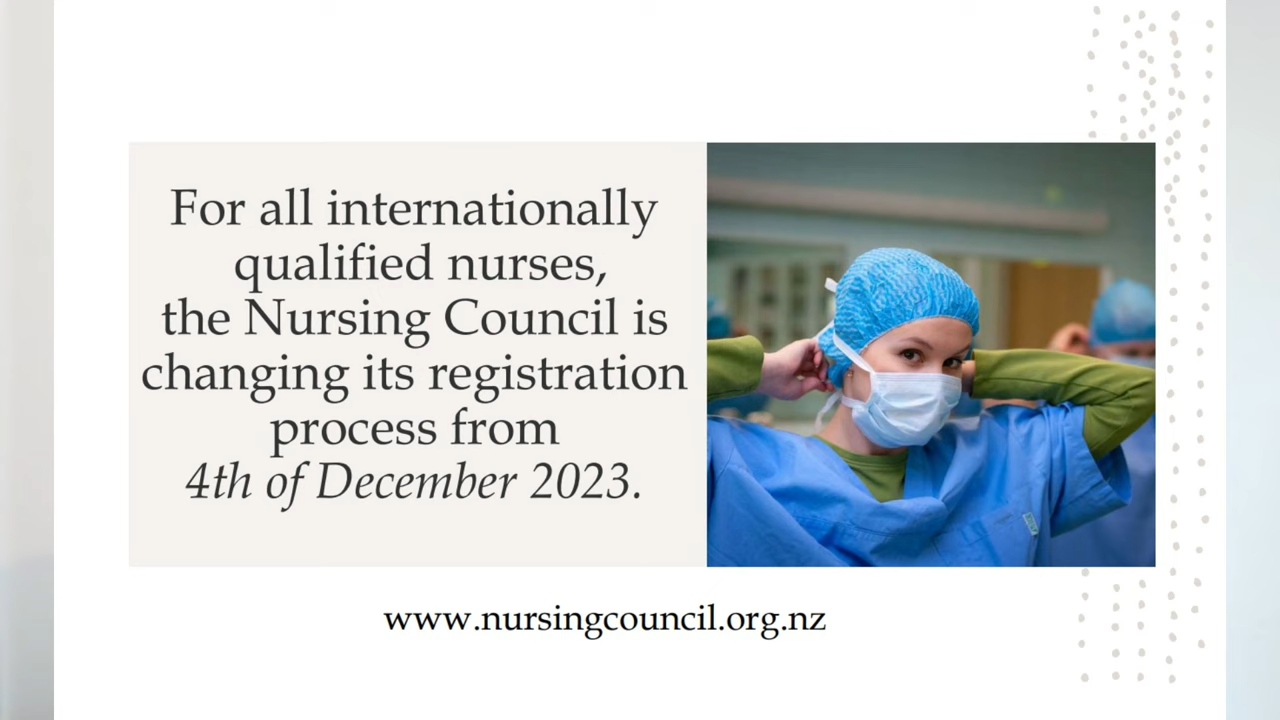 For all internationally
qualified nurses,
the Nursing Council is
changing its registration
process from
4th of December 2023.
www.nursingcouncil.org.nz